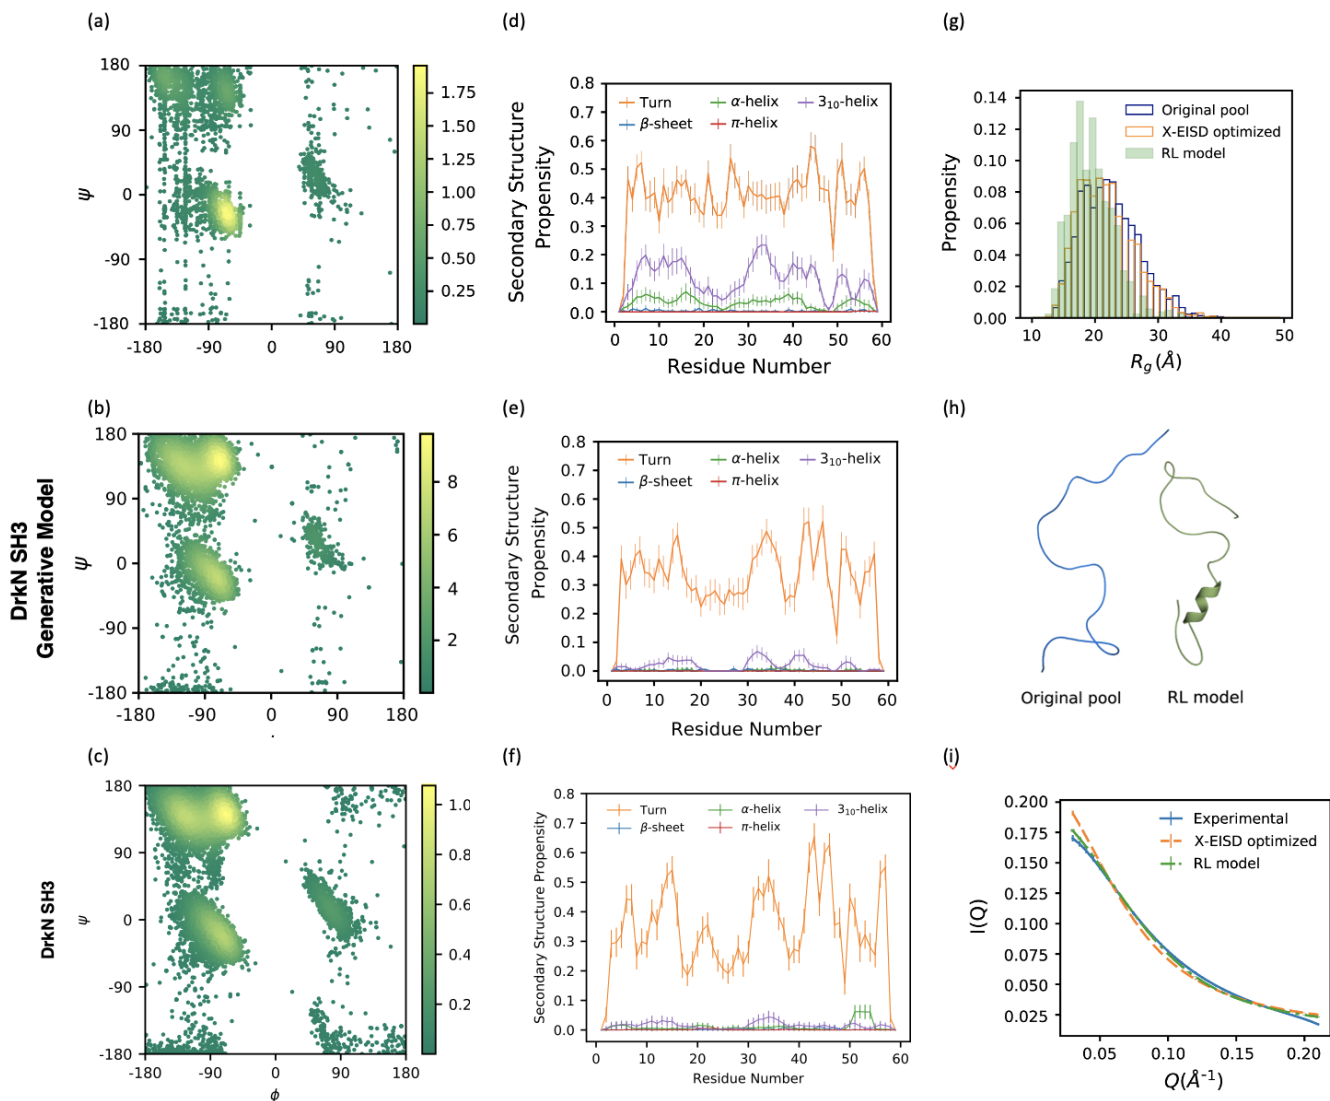 (a)
180
90
0
-90
-180
ψ
-180 -90 0 90 180
1.75
1.50
1.25
1.00
0.75
0.50
0.25
(d)
Secondary Structure
Propensity
0.8
0.7
0.6
0.5
0.4
0.3
0.2
0.1
0.0
Turn α-helix 3₁₀-helix
β-sheet π-helix
0 10 20 30 40 50 60
Residue Number
(g)
Propensity
0.14
0.12
0.10
0.08
0.06
0.04
0.02
0.00
Original pool
X-EISD optimized
RL model
10 20 30 40 50
R_g (Å)
(b)
DrkN SH3
Generative Model
180
90
0
-90
-180
ψ
-180 -90 0 90 180
8
6
4
2
(e)
Secondary Structure
Propensity
0.8
0.7
0.6
0.5
0.4
0.3
0.2
0.1
0.0
Turn α-helix 3₁₀-helix
β-sheet π-helix
0 10 20 30 40 50 60
Residue Number
(h)
Original pool RL model
(c)
DrkN SH3
180
90
0
-90
-180
ψ
-180 -90 0 90 180
ϕ
1.0
0.8
0.6
0.4
0.2
(f)
Secondary Structure Propensity
0.8
0.7
0.6
0.5
0.4
0.3
0.2
0.1
0.0
Turn α-helix 3₁₀-helix
β-sheet π-helix
0 10 20 30 40 50 60
Residue Number
(i)
I(Q)
0.200
0.175
0.150
0.125
0.100
0.075
0.050
0.025
Experimental
X-EISD optimized
RL model
0.05 0.10 0.15 0.20
Q(Å⁻¹)